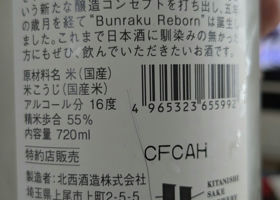 いう新たな醸造コンセプトを打ち出し、五年
の歳月を経て "Bunraku Reborn"は誕生し
ました。これまで日本酒に馴染みの無かった
方にもぜひ、飲んでいただきたいお酒です。
原材料名 米（国産）
米こうじ（国産）
アルコール分 16度
精米歩合 55%
内容量 720ml
4 965323 65599
特約店販売
CFCAH
製造者：北西酒造株式会社
埼玉県上尾市上町2-5-5
KITANISHI
SAKE